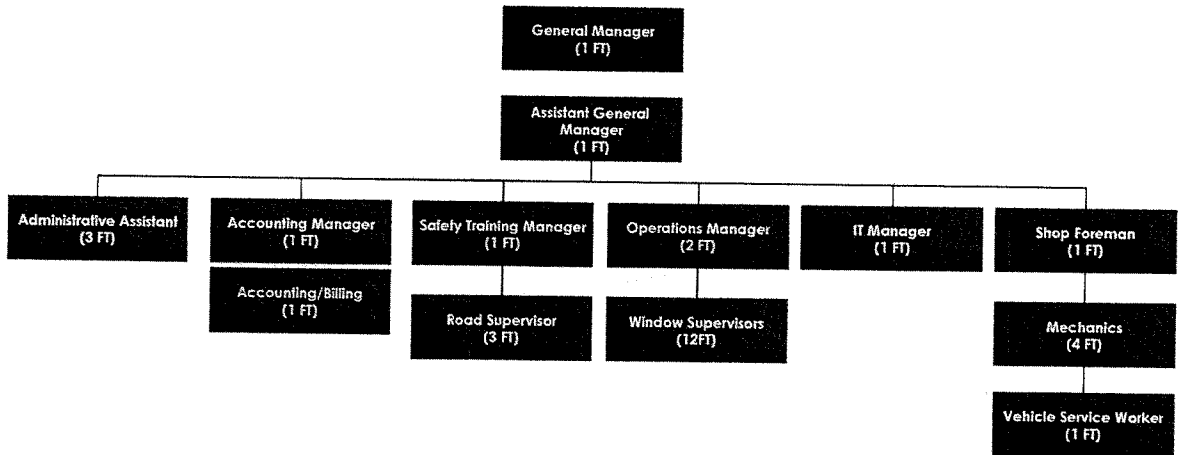 General Manager
(1 FT)
Assistant General
Manager
(1 FT)
Administrative Assistant
(3 FT)
Accounting Manager
(1 FT)
Safety Training Manager
(1 FT)
Operations Manager
(2 FT)
IT Manager
(1 FT)
Shop Foreman
(1 FT)
Accounting/Billing
(1 FT)
Road Supervisor
(3 FT)
Window Supervisors
(12FT)
Mechanics
(4 FT)
Vehicle Service Worker
(1 FT)